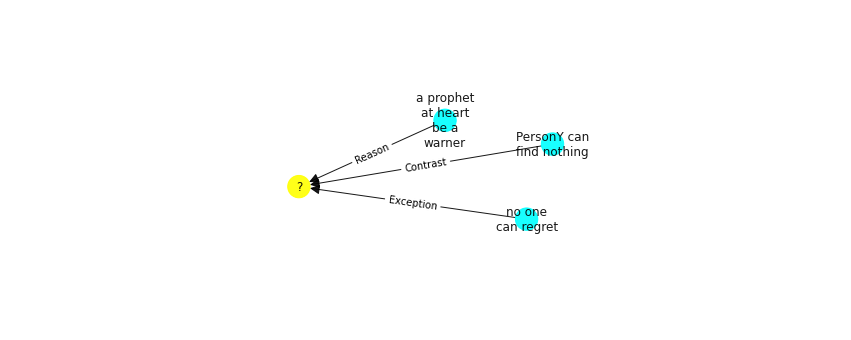 a prophet
at heart
be a
warner
Reason
PersonY can
find nothing
Contrast
?
Exception
no one
can regret